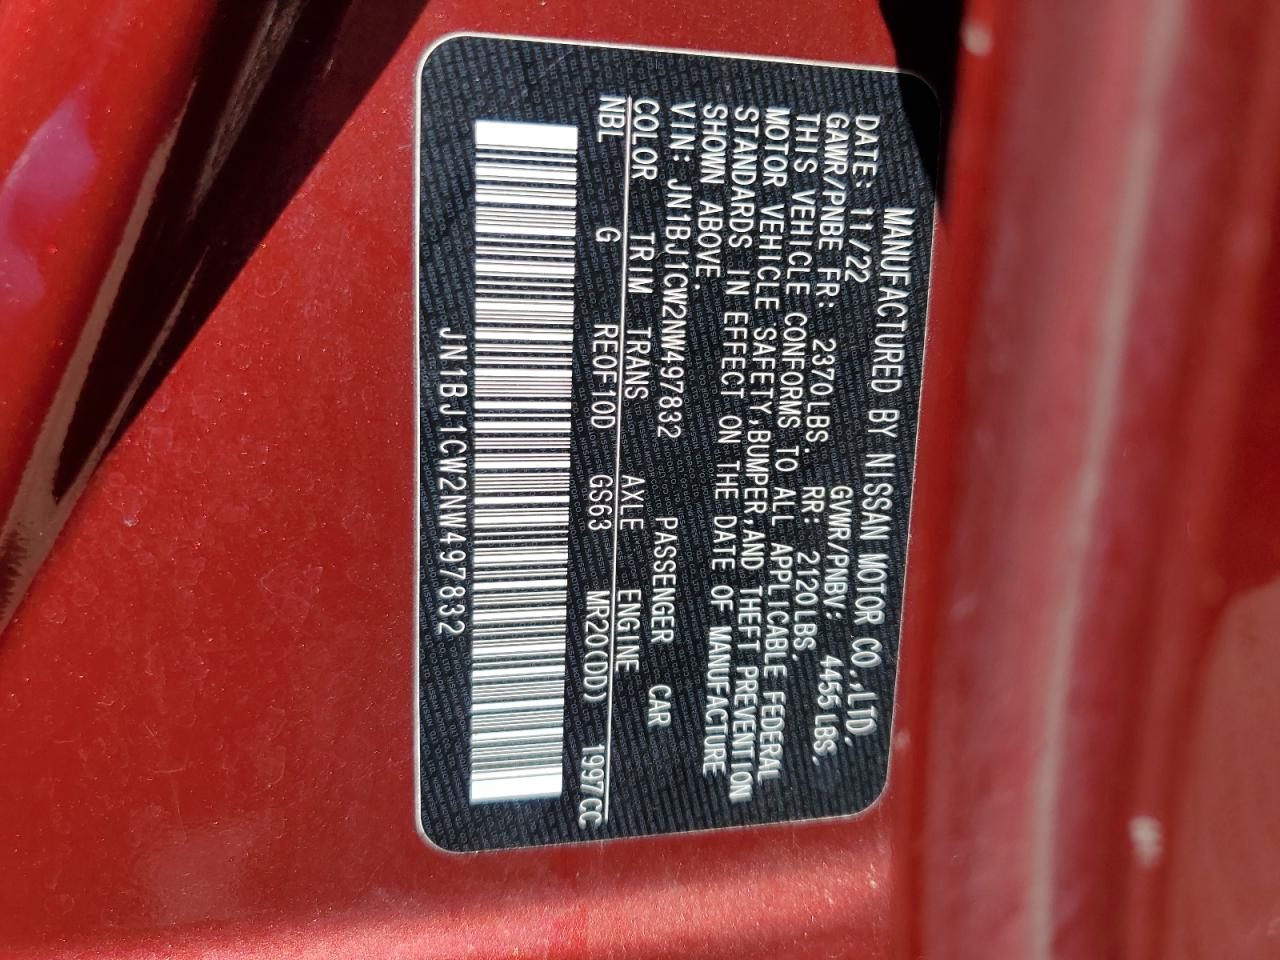 MANUFACTURED BY NISSAN MOTOR CO.,LTD.
DATE: 11/22 GVWR/PNBV: 4455 LBS.
GAWR/PNBE FR: 2370LBS. RR: 2120LBS.
THIS VEHICLE CONFORMS TO ALL APPLICABLE FEDERAL
MOTOR VEHICLE SAFETY,BUMPER,AND THEFT PREVENTION
STANDARDS IN EFFECT ON THE DATE OF MANUFACTURE
SHOWN ABOVE.
VIN: JN1BJ1CW2NW497832 PASSENGER CAR
COLOR TRIM TRANS AXLE ENGINE
NBL G RE0F10D GS63 MR20(DD) 1997CC
JN1BJ1CW2NW497832